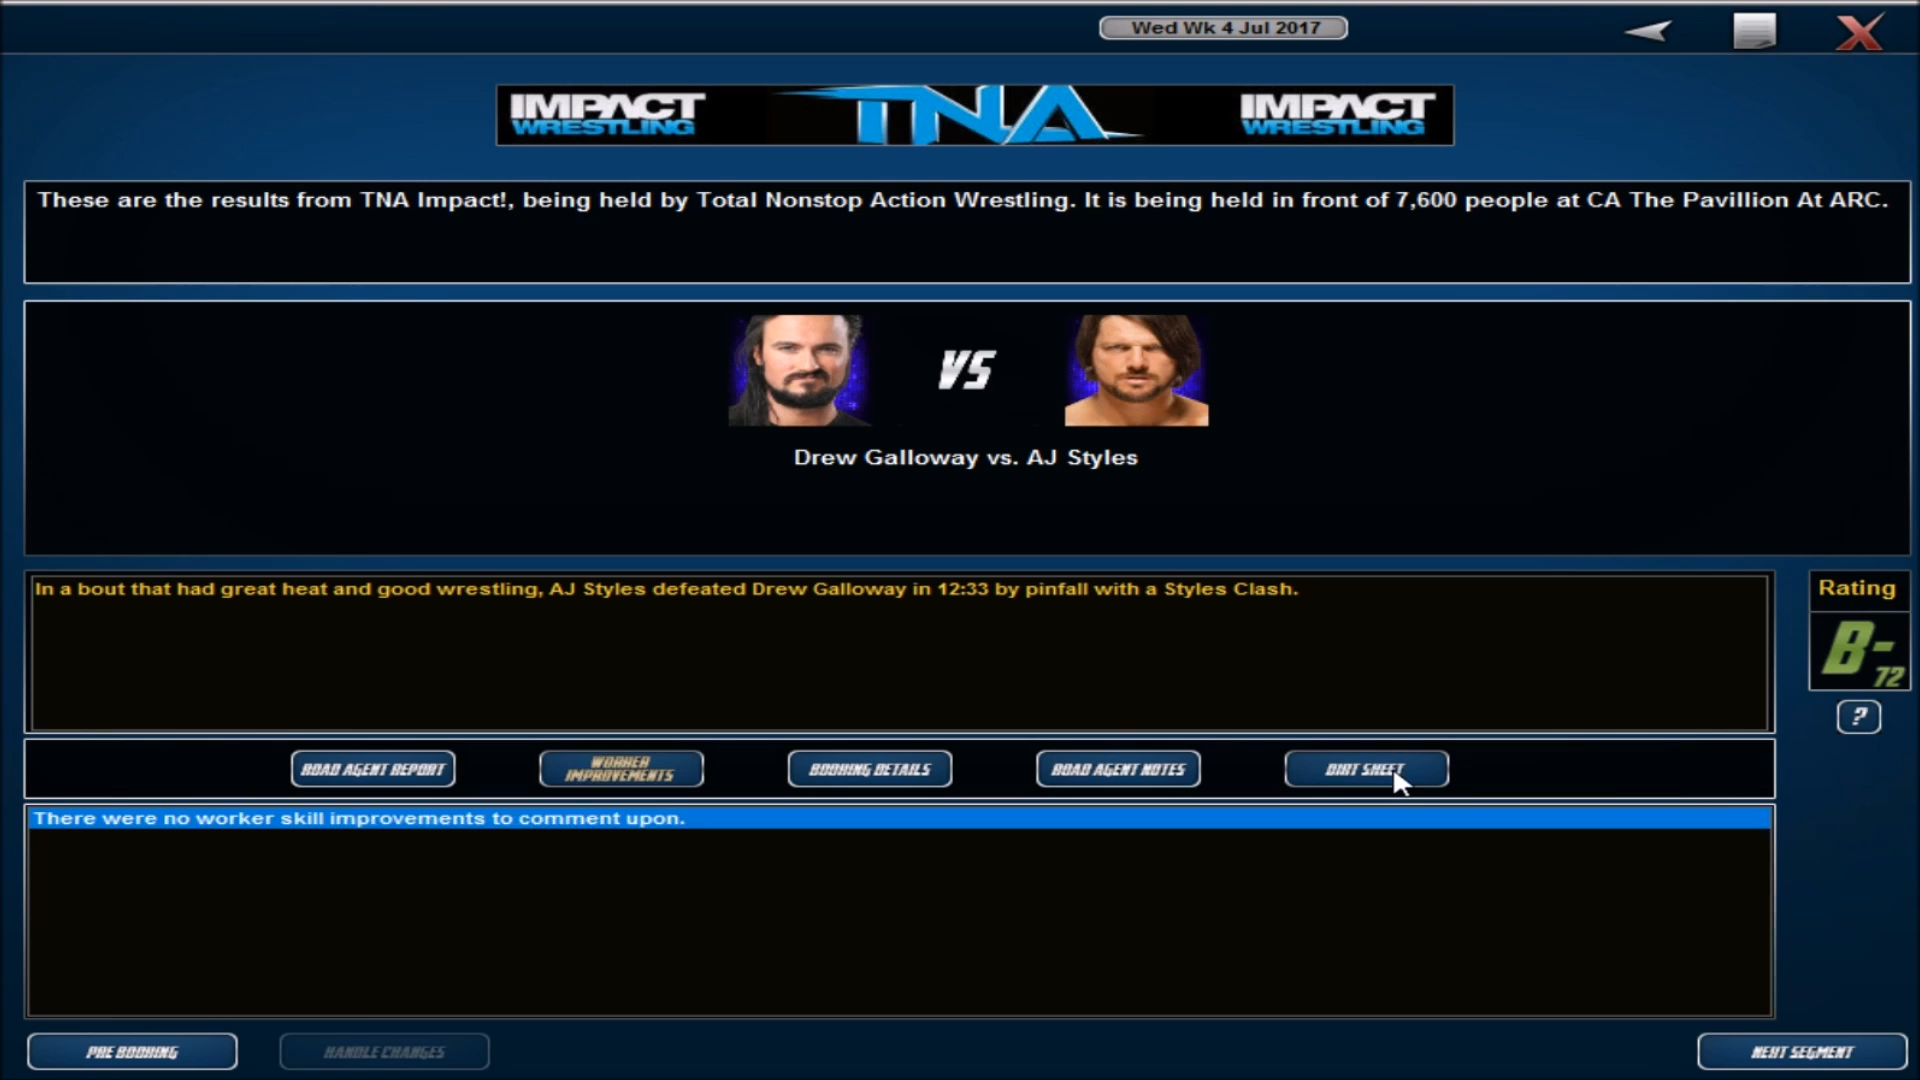 Wed Wk 4 Jul 2017
IMPACT WRESTLING
TNA
IMPACT WRESTLING
These are the results from TNA Impact!, being held by Total Nonstop Action Wrestling. It is being held in front of 7,600 people at CA The Pavillion At ARC.
VS
Drew Galloway vs. AJ Styles
In a bout that had great heat and good wrestling, AJ Styles defeated Drew Galloway in 12:33 by pinfall with a Styles Clash.
Rating
B-
72
?
ROAD AGENT REPORT
WORKER IMPROVEMENTS
BOOKING DETAILS
ROAD AGENT NOTES
DIRT SHEET
There were no worker skill improvements to comment upon.
PRE BOOKING
HANDLE CHANGES
NEXT SEGMENT